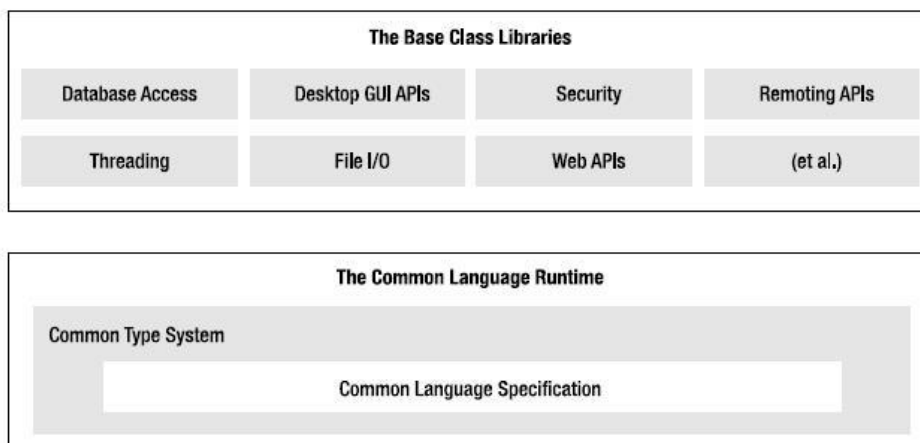 The Base Class Libraries
Database Access Desktop GUI APIs Security Remoting APIs
Threading File I/O Web APIs (et al.)
The Common Language Runtime
Common Type System
Common Language Specification